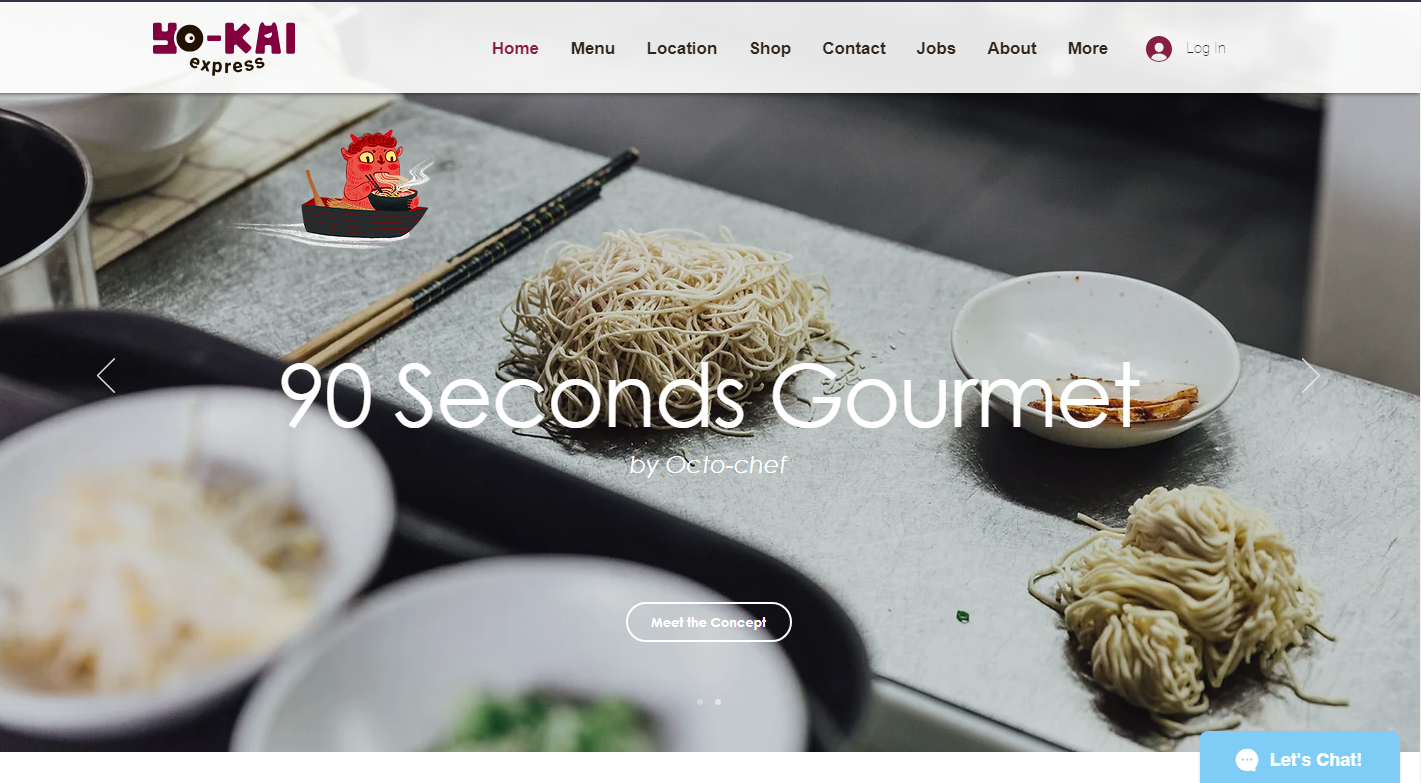 YO-KAI
express
Home Menu Location Shop Contact Jobs About More Log In
90 Seconds Gourmet
by Octo-chef
Meet the Concept
Let's Chat!